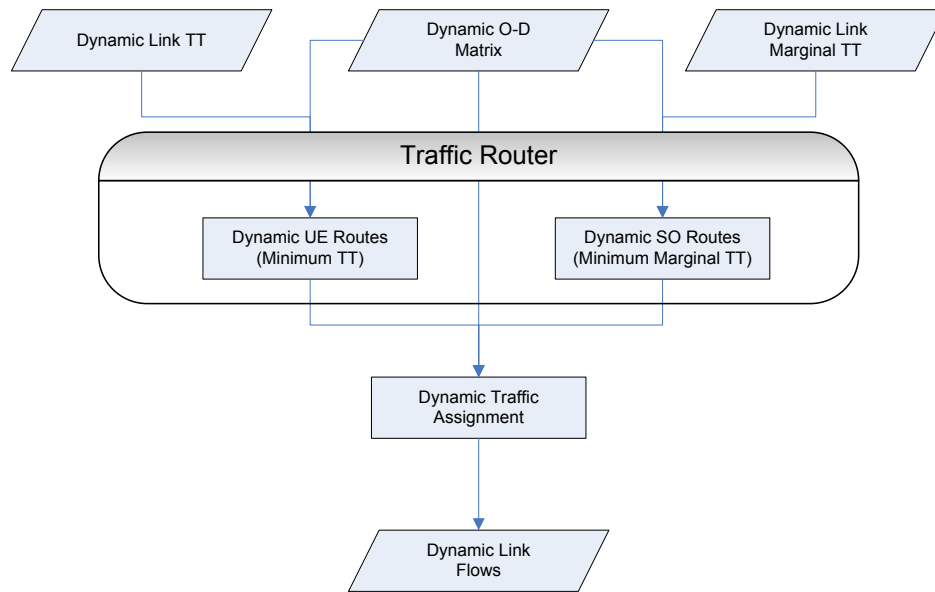 Dynamic Link TT
Dynamic O-D
Matrix
Dynamic Link
Marginal TT
Traffic Router
Dynamic UE Routes
(Minimum TT)
Dynamic SO Routes
(Minimum Marginal TT)
Dynamic Traffic
Assignment
Dynamic Link
Flows